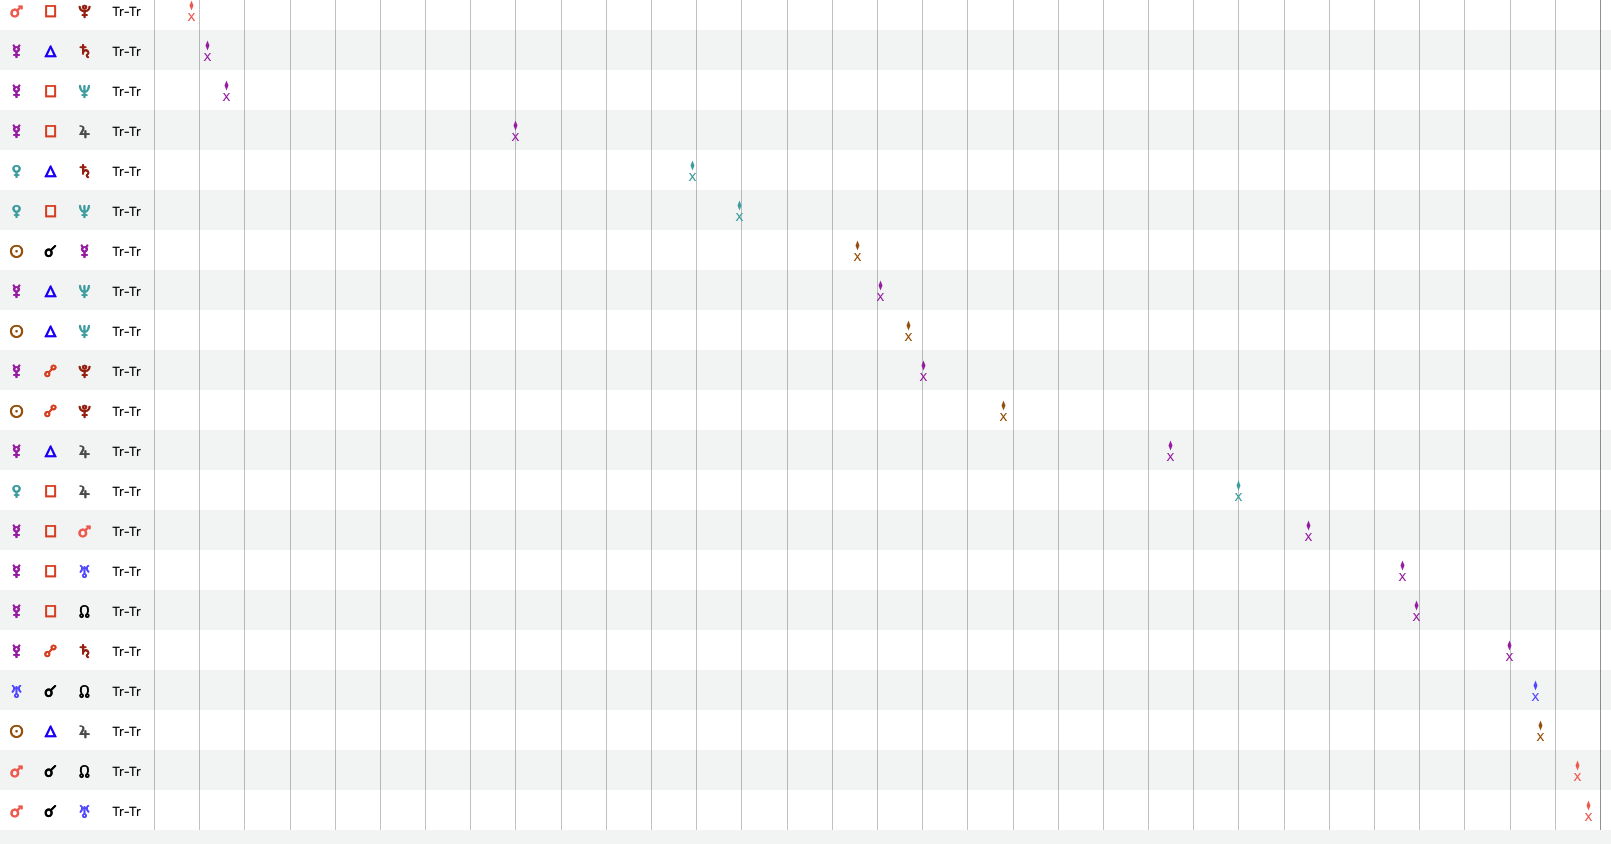 ♂ □ ♇ Tr-Tr x
☿ △ ♄ Tr-Tr x
☿ □ ♆ Tr-Tr x
☿ □ ♃ Tr-Tr x
♀ △ ♄ Tr-Tr x
♀ □ ♆ Tr-Tr x
☉ ☌ ☿ Tr-Tr x
☿ △ ♆ Tr-Tr x
☉ △ ♆ Tr-Tr x
☿ ☍ ♇ Tr-Tr x
☉ ☍ ♇ Tr-Tr x
☿ △ ♃ Tr-Tr x
♀ □ ♃ Tr-Tr x
☿ □ ♂ Tr-Tr x
☿ □ ♅ Tr-Tr x
☿ □ ☊ Tr-Tr x
☿ ☍ ♄ Tr-Tr x
♅ ☌ ☊ Tr-Tr x
☉ △ ♃ Tr-Tr x
♂ ☌ ☊ Tr-Tr x
♂ ☌ ♅ Tr-Tr x